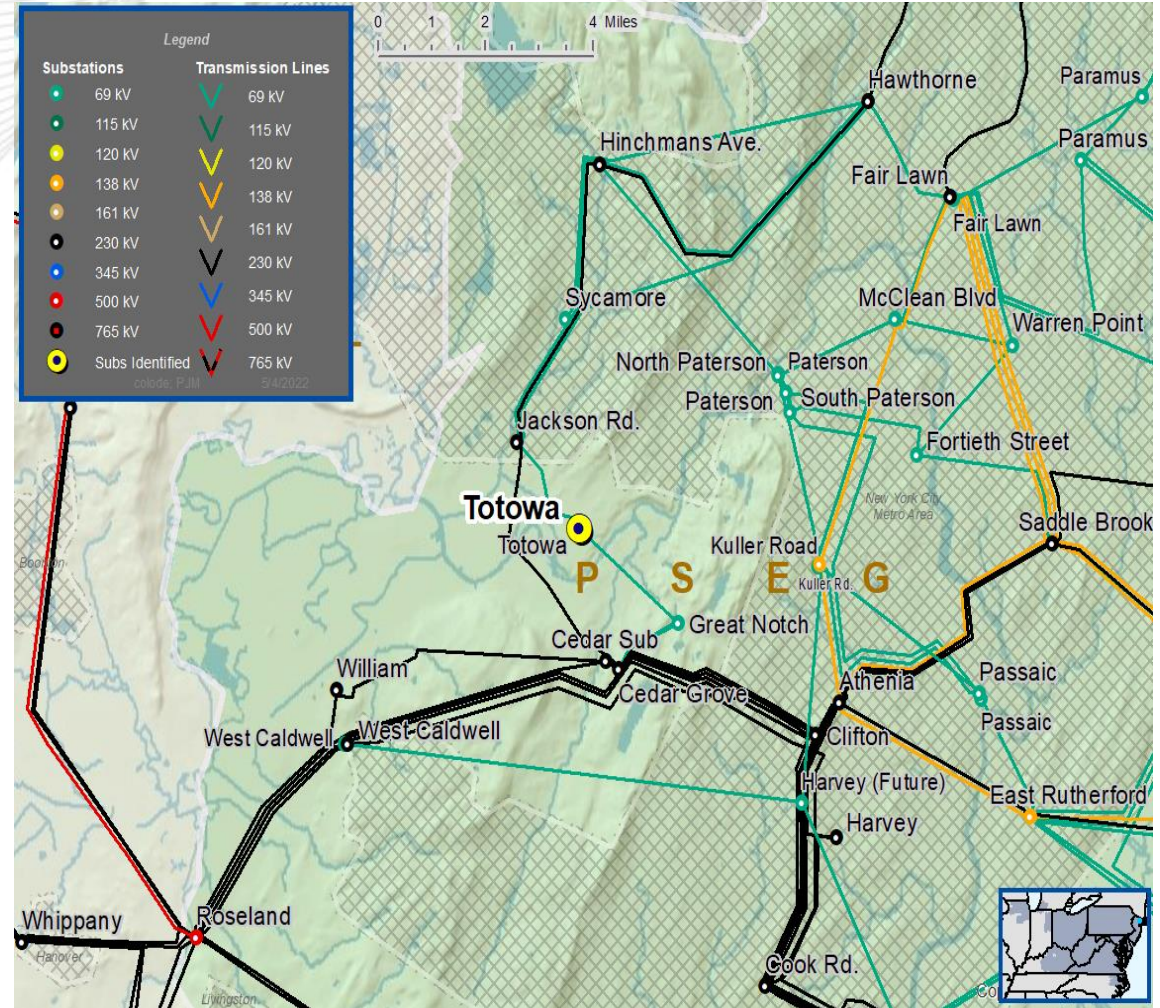 Legend
Substations Transmission Lines
69 kV 69 kV
115 kV 115 kV
120 kV 120 kV
138 kV 138 kV
161 kV 161 kV
230 kV 230 kV
345 kV 345 kV
500 kV 500 kV
765 kV 765 kV
Subs Identified
5/4/2022
0 1 2 4 Miles
Hawthorne
Paramus
Hinchmans Ave.
Paramus
Fair Lawn
Fair Lawn
Sycamore
McClean Blvd
Warren Point
North Paterson
Paterson
Paterson
South Paterson
Jackson Rd.
Fortieth Street
New York City
Metro Area
Totowa
Totowa
Saddle Brook
Kuller Road
Kuller Rd.
P S E G
Great Notch
Cedar Sub
Cedar Grove
William
Athenia
Passaic
Passaic
West Caldwell
West Caldwell
Clifton
Harvey (Future)
Harvey
East Rutherford
Whippany
Roseland
Hanover
Livingston
Cook Rd.